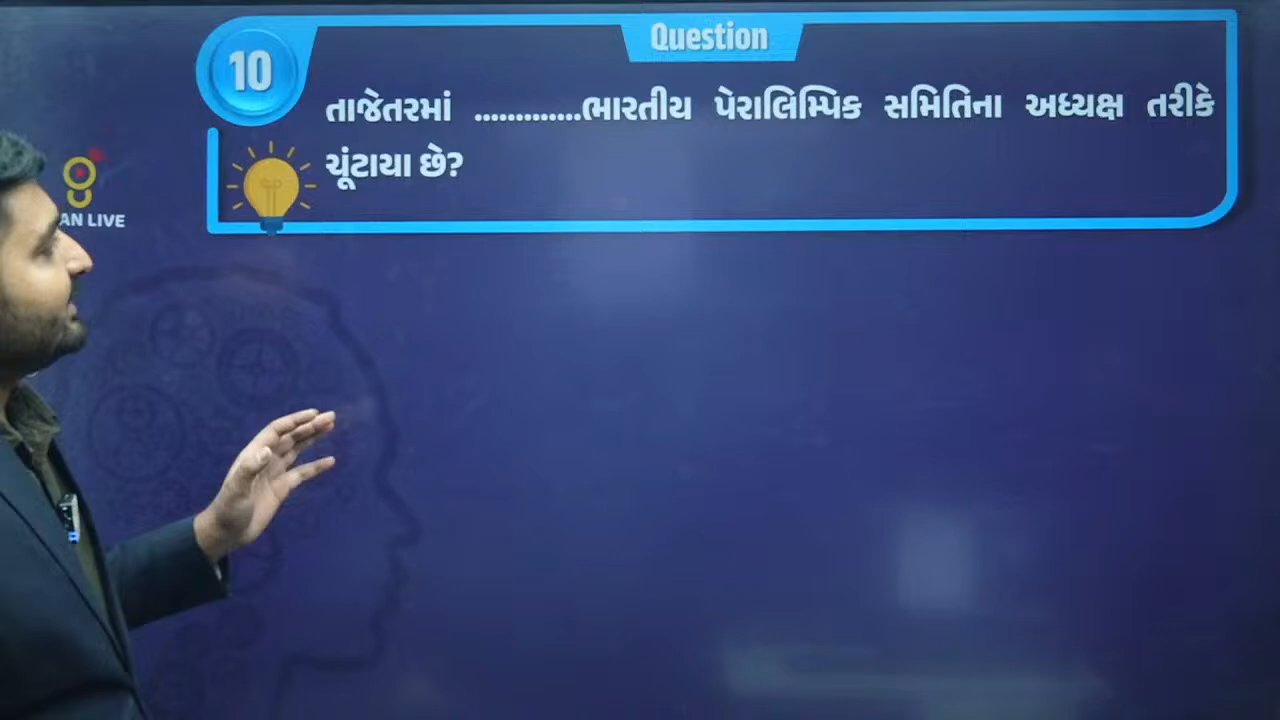 Question
10
તાજેતરમાં .............ભારતીય પેરાલિમ્પિક સમિતિના અધ્યક્ષ તરીકે
ચૂંટાયા છે?
AN LIVE